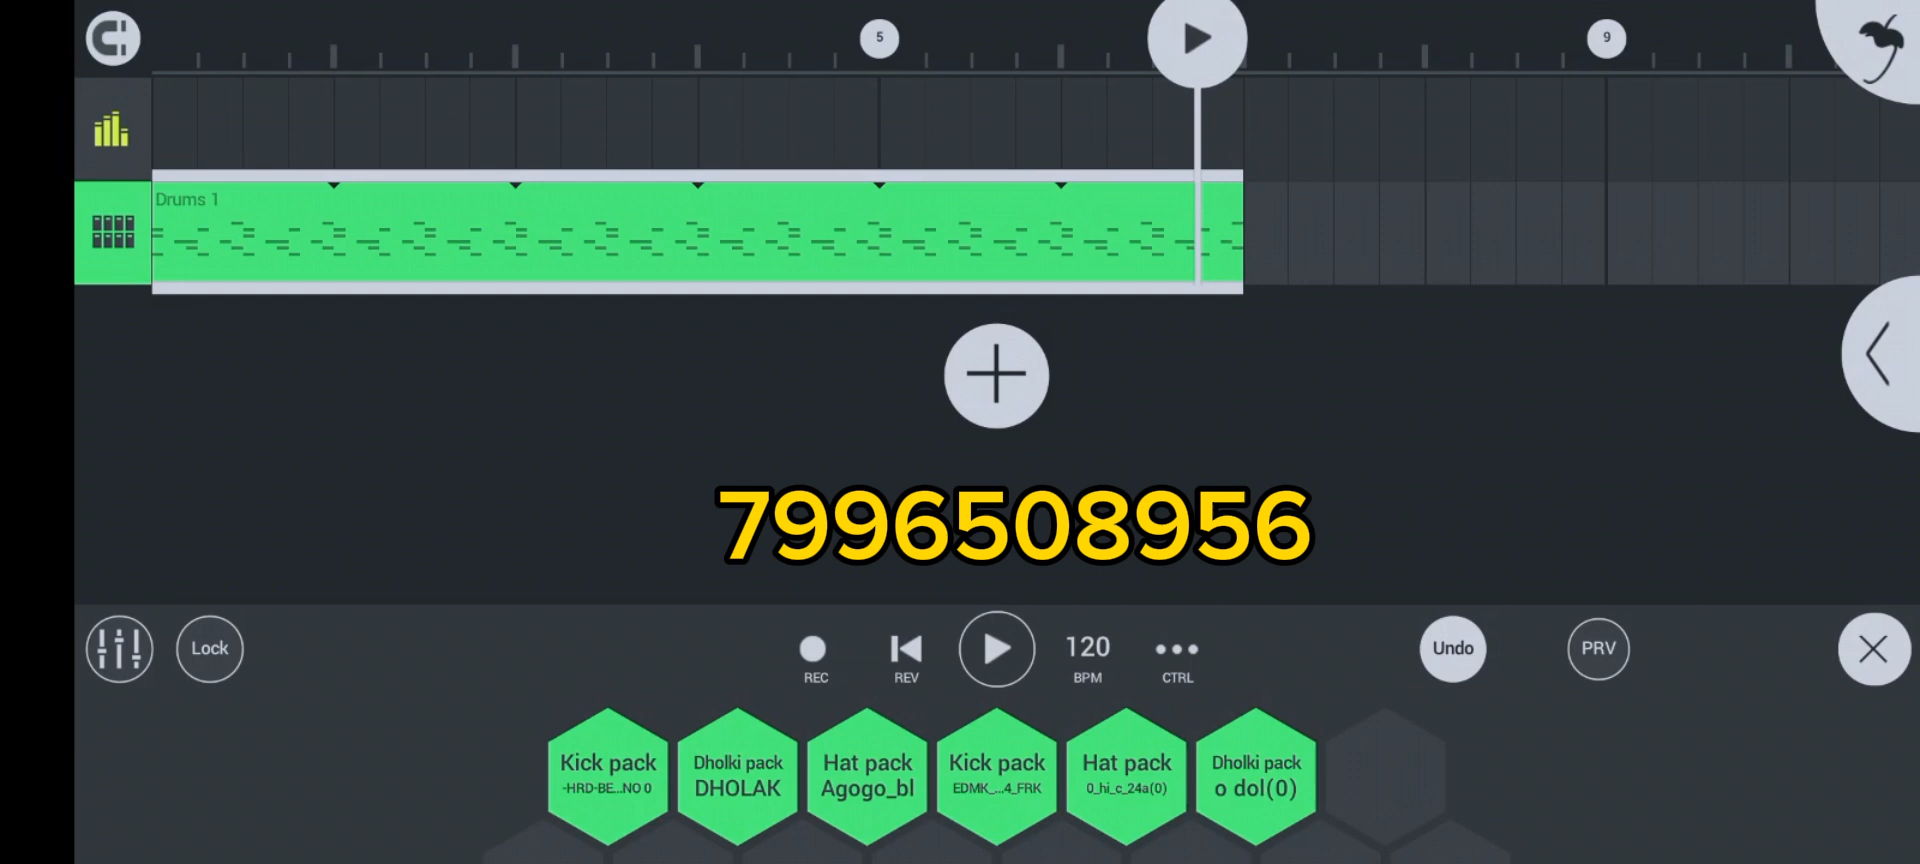 5
9
Drums 1
7996508956
Lock
REC
REV
120
BPM
CTRL
Undo
PRV
Kick pack
-HRD-BE...NO 0
Dholki pack
DHOLAK
Hat pack
Agogo_bl
Kick pack
EDMK_...4_FRK
Hat pack
0_hi_c_24a(0)
Dholki pack
o dol(0)